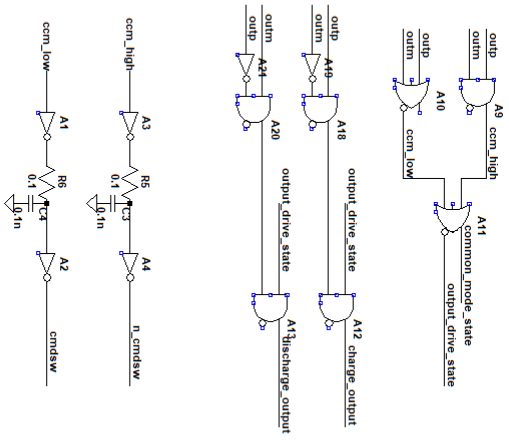 outp
outm
A9
outm
outp
A10
ccm_high
ccm_low
A11
common_mode_state
output_drive_state
outm
outp
A19
A18
output_drive_state
A12
charge_output
outp
outm
A21
A20
output_drive_state
A13
discharge_output
ccm_high
A3
R5
0.1
C3
0.1n
A4
n_cmdsw
ccm_low
A1
R6
0.1
C4
0.1n
A2
cmdsw